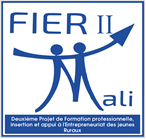 FIER II
Mali
Deuxième Projet de Formation professionnelle,
insertion et appui à l'Entrepreneuriat des jeunes
Ruraux